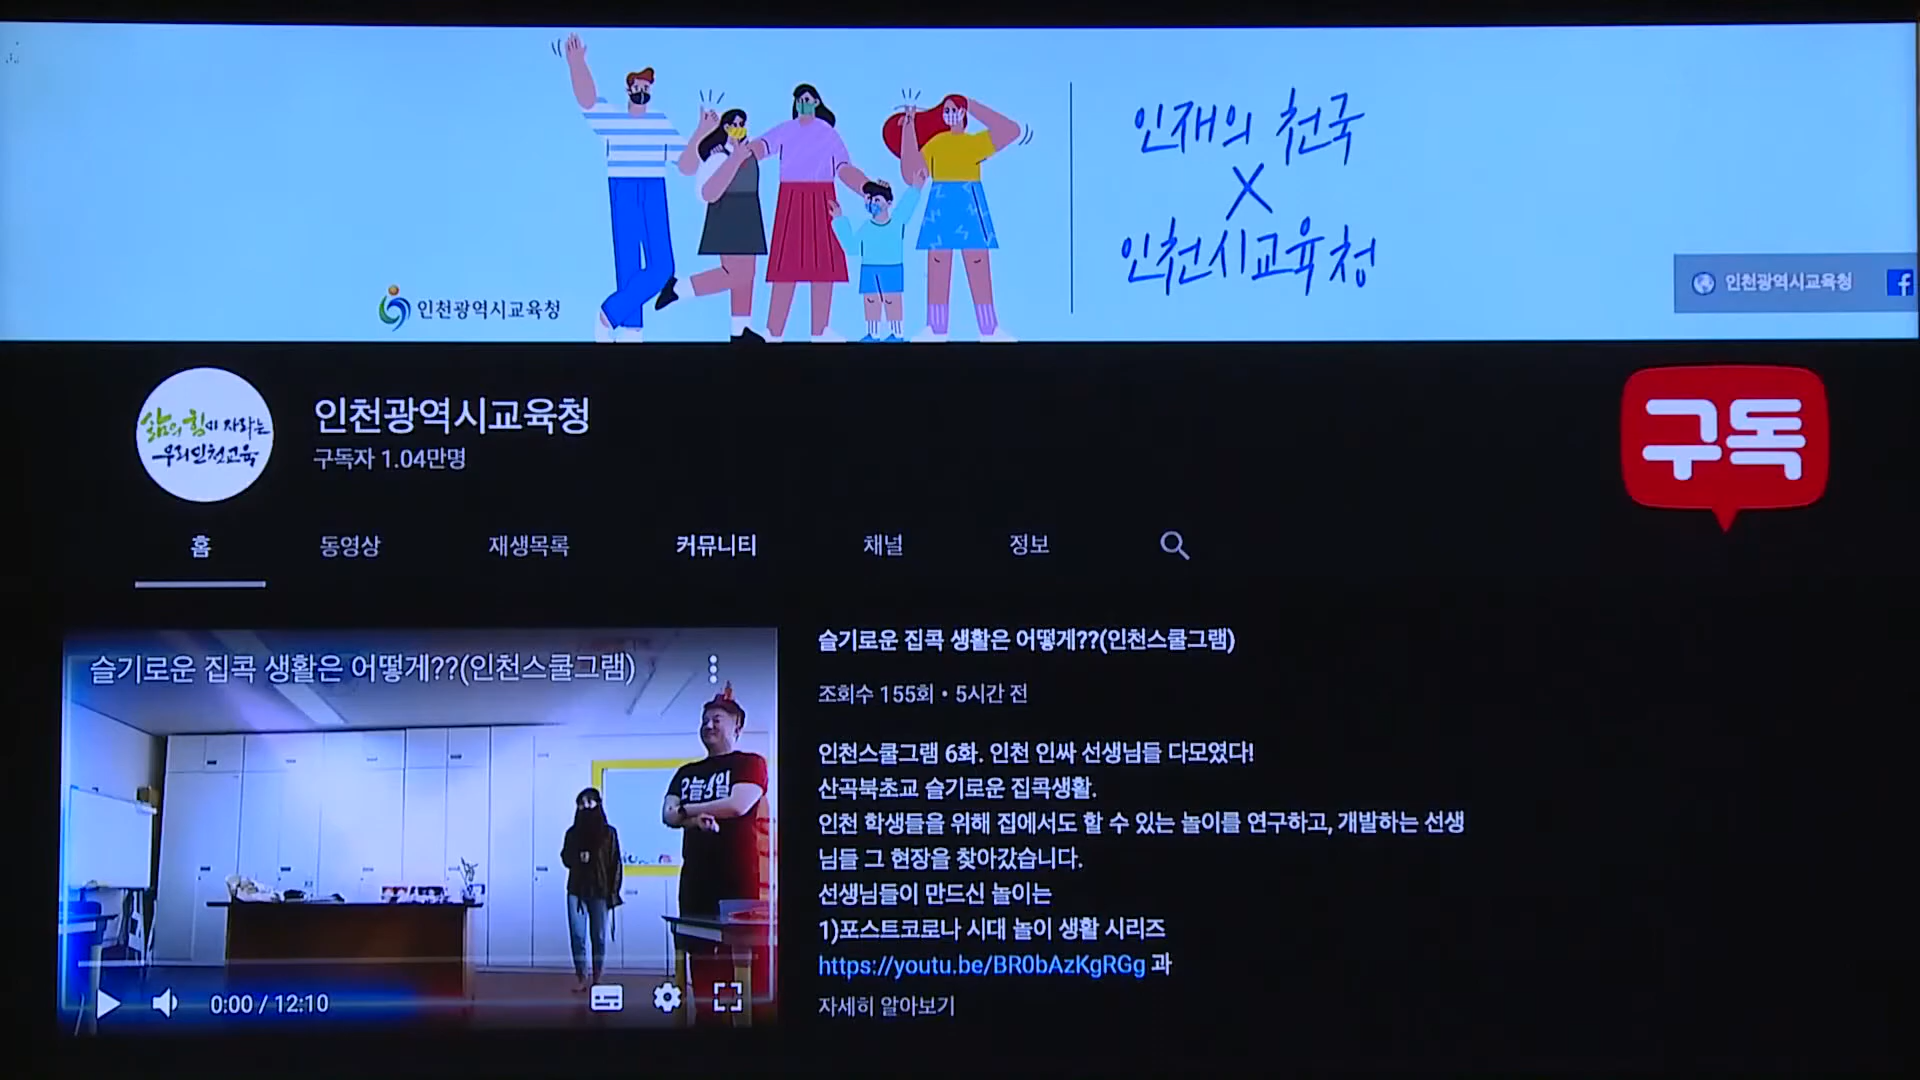 인재의 천국
X
인천시교육청
인천광역시교육청
인천광역시교육청
삶의 힘이 자라는
우리인천교육
인천광역시교육청
구독자 1.04만명
구독
홈 동영상 재생목록 커뮤니티 채널 정보
슬기로운 집콕 생활은 어떻게??(인천스쿨그램)
0:00 / 12:10
슬기로운 집콕 생활은 어떻게??(인천스쿨그램)
조회수 155회 • 5시간 전
인천스쿨그램 6화. 인천 인싸 선생님들 다모였다!
산곡북초교 슬기로운 집콕생활.
인천 학생들을 위해 집에서도 할 수 있는 놀이를 연구하고, 개발하는 선생
님들 그 현장을 찾아갔습니다.
선생님들이 만드신 놀이는
1)포스트코로나 시대 놀이 생활 시리즈
https://youtu.be/BR0bAzKgRGg 과
자세히 알아보기